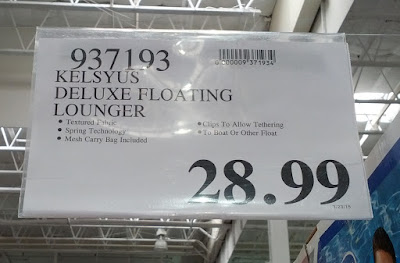 937193
KELSYUS
DELUXE FLOATING
LOUNGER
• Textured Fabric
• Spring Technology
• Mesh Carry Bag Included
• Clips To Allow Tethering
• To Boat Or Other Float
28.99